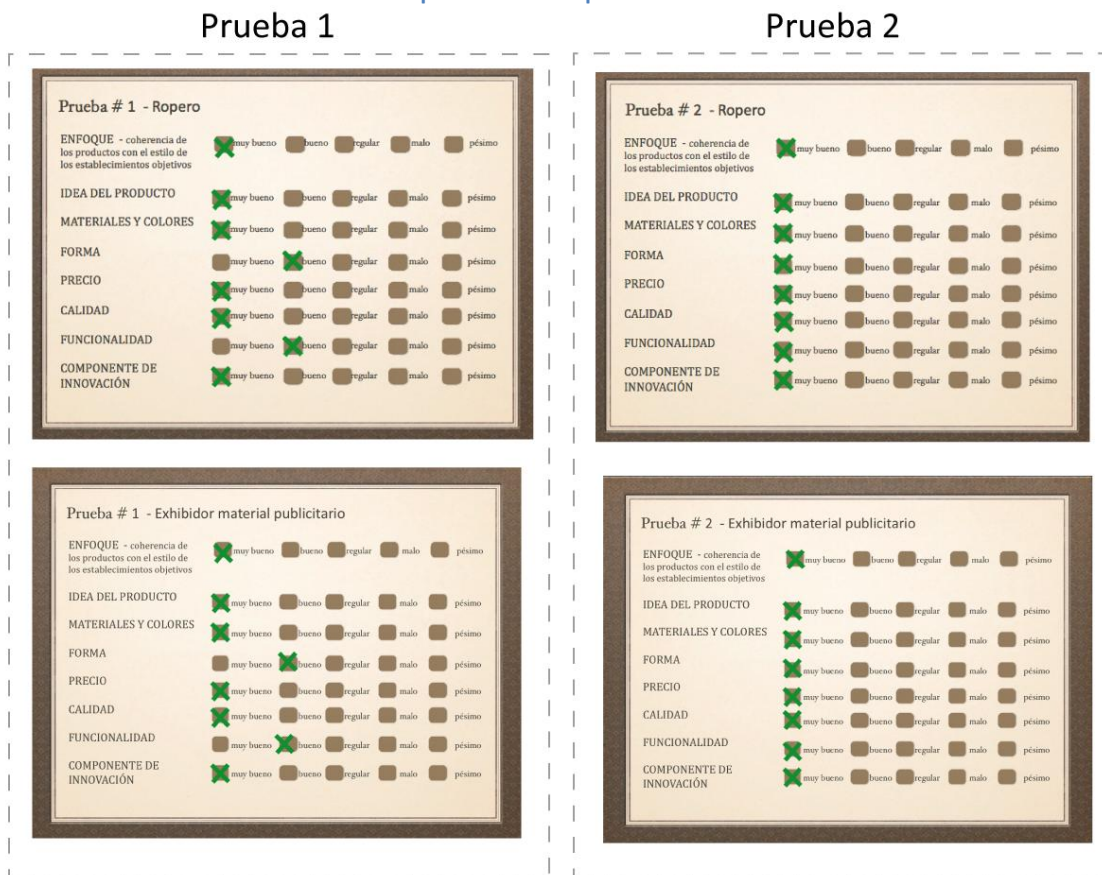 Prueba 1
Prueba # 1 - Ropero
ENFOQUE - coherencia de
los productos con el estilo de
los establecimientos objetivos
muy bueno bueno regular malo pésimo
IDEA DEL PRODUCTO muy bueno bueno regular malo pésimo
MATERIALES Y COLORES muy bueno bueno regular malo pésimo
FORMA muy bueno bueno regular malo pésimo
PRECIO muy bueno bueno regular malo pésimo
CALIDAD muy bueno bueno regular malo pésimo
FUNCIONALIDAD muy bueno bueno regular malo pésimo
COMPONENTE DE
INNOVACIÓN muy bueno bueno regular malo pésimo
Prueba # 1 - Exhibidor material publicitario
ENFOQUE - coherencia de
los productos con el estilo de
los establecimientos objetivos
muy bueno bueno regular malo pésimo
IDEA DEL PRODUCTO muy bueno bueno regular malo pésimo
MATERIALES Y COLORES muy bueno bueno regular malo pésimo
FORMA muy bueno bueno regular malo pésimo
PRECIO muy bueno bueno regular malo pésimo
CALIDAD muy bueno bueno regular malo pésimo
FUNCIONALIDAD muy bueno bueno regular malo pésimo
COMPONENTE DE
INNOVACIÓN muy bueno bueno regular malo pésimo
Prueba 2
Prueba # 2 - Ropero
ENFOQUE - coherencia de
los productos con el estilo de
los establecimientos objetivos
muy bueno bueno regular malo pésimo
IDEA DEL PRODUCTO muy bueno bueno regular malo pésimo
MATERIALES Y COLORES muy bueno bueno regular malo pésimo
FORMA muy bueno bueno regular malo pésimo
PRECIO muy bueno bueno regular malo pésimo
CALIDAD muy bueno bueno regular malo pésimo
FUNCIONALIDAD muy bueno bueno regular malo pésimo
COMPONENTE DE
INNOVACIÓN muy bueno bueno regular malo pésimo
Prueba # 2 - Exhibidor material publicitario
ENFOQUE - coherencia de
los productos con el estilo de
los establecimientos objetivos
muy bueno bueno regular malo pésimo
IDEA DEL PRODUCTO muy bueno bueno regular malo pésimo
MATERIALES Y COLORES muy bueno bueno regular malo pésimo
FORMA muy bueno bueno regular malo pésimo
PRECIO muy bueno bueno regular malo pésimo
CALIDAD muy bueno bueno regular malo pésimo
FUNCIONALIDAD muy bueno bueno regular malo pésimo
COMPONENTE DE
INNOVACIÓN muy bueno bueno regular malo pésimo